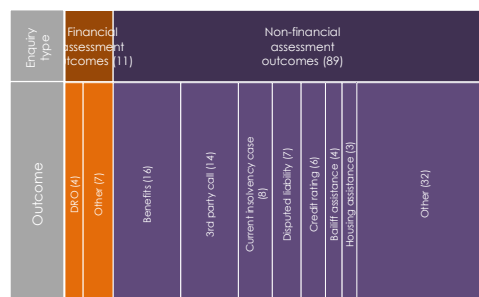 Enquiry
type
Financial
assessment
outcomes (11)
Non-financial
assessment
outcomes (89)
Outcome
DRO (4)
Other (7)
Benefits (16)
3rd party call (14)
Current insolvency case
(8)
Disputed liability (7)
Credit rating (6)
Bailiff assistance (4)
Housing assistance (3)
Other (32)